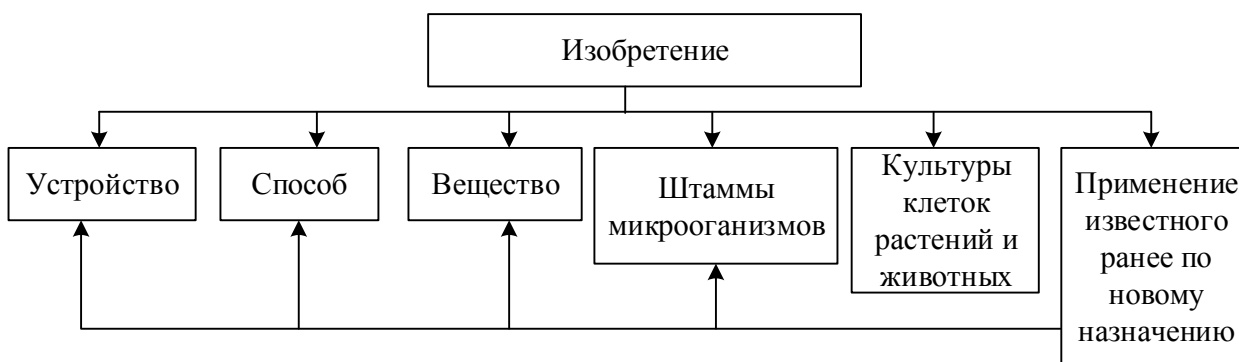 Изобретение
Устройство
Способ
Вещество
Штаммы
микрооганизмов
Культуры
клеток
растений и
животных
Применение
известного
ранее по
новому
назначению